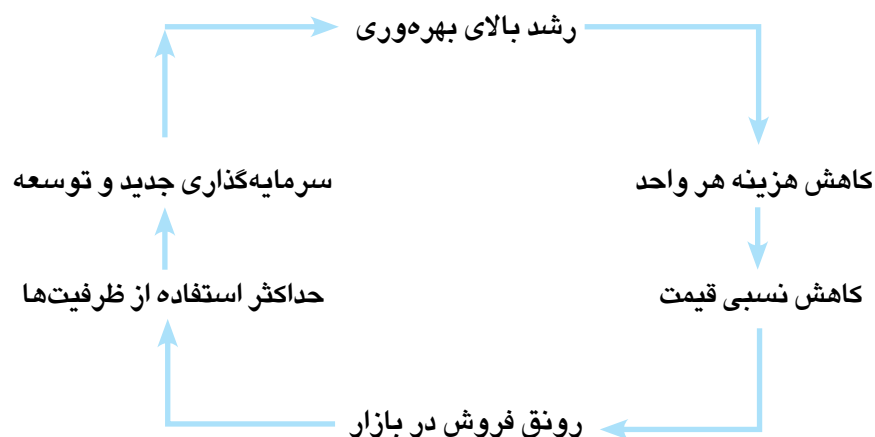 رشد بالای بهره‌وری
سرمایه‌گذاری جدید و توسعه
کاهش هزینه هر واحد
حداکثر استفاده از ظرفیت‌ها
کاهش نسبی قیمت
رونق فروش در بازار